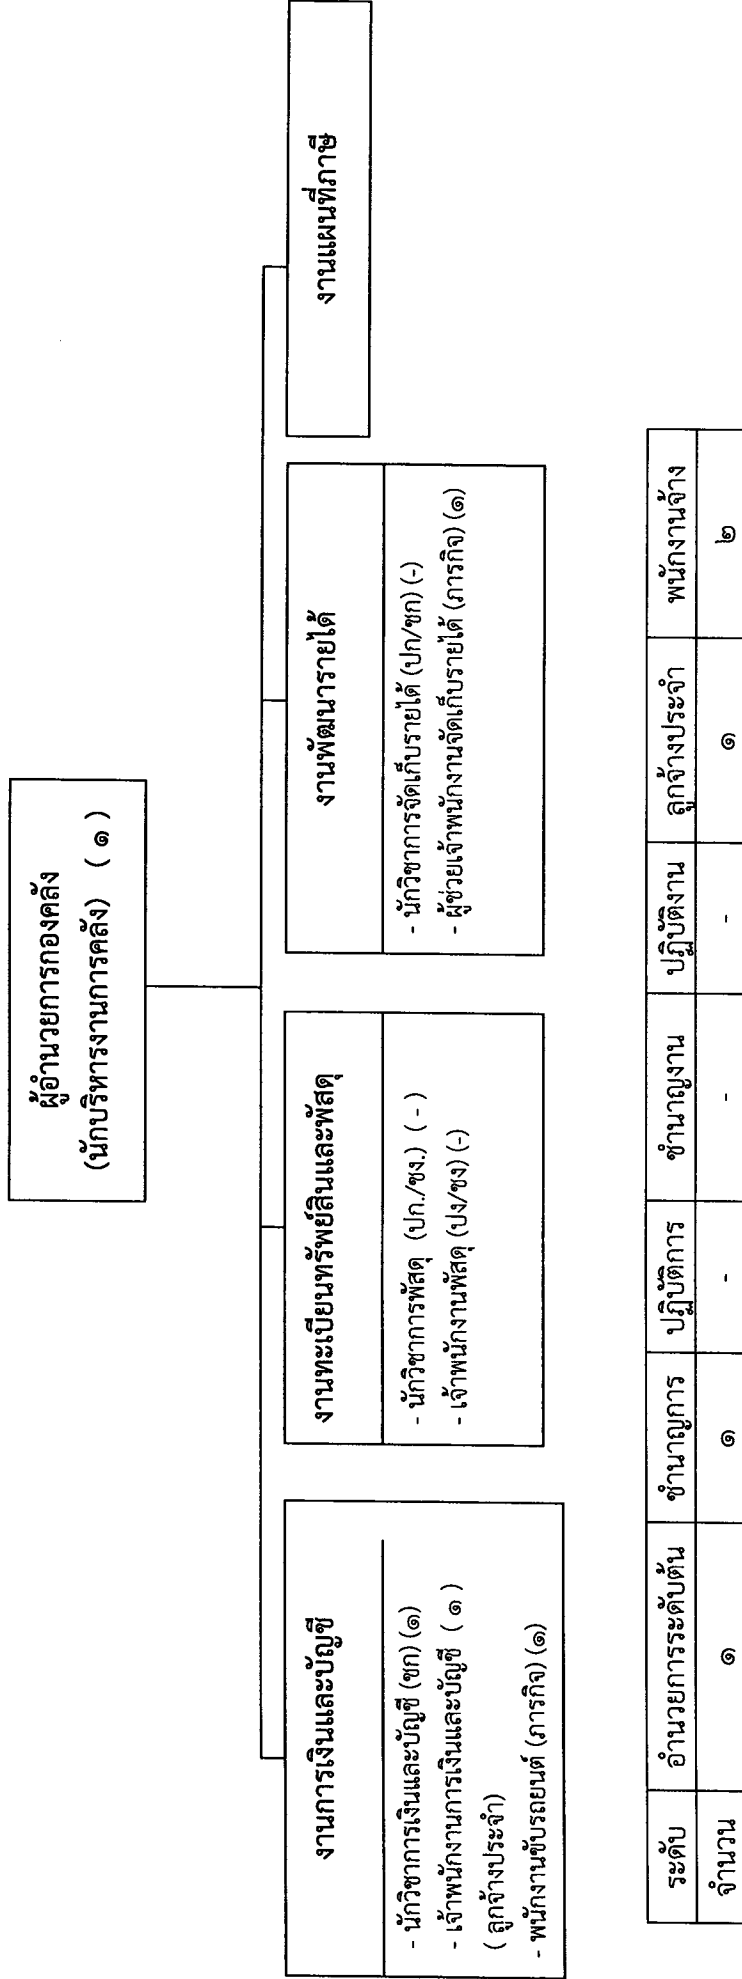 ผู้อำนวยการกองคลัง
(นักบริหารงานการคลัง) ( ๑ )
งานการเงินและบัญชี
- นักวิชาการเงินและบัญชี (ชก) (๑)
- เจ้าพนักงานการเงินและบัญชี ( ๑ )
( ลูกจ้างประจำ)
- พนักงานขับรถยนต์ (ภารกิจ) (๑)
งานทะเบียนทรัพย์สินและพัสดุ
- นักวิชาการพัสดุ (ปก./ชง.) ( - )
- เจ้าพนักงานพัสดุ (ปง/ชง) (-)
งานพัฒนารายได้
- นักวิชาการจัดเก็บรายได้ (ปก/ชก) (-)
- ผู้ช่วยเจ้าพนักงานจัดเก็บรายได้ (ภารกิจ) (๑)
งานแผนที่ภาษี
ระดับ อำนวยการระดับต้น ชำนาญการ ปฏิบัติการ ชำนาญงาน ปฏิบัติงาน ลูกจ้างประจำ พนักงานจ้าง
จำนวน ๑ ๑ - - - ๑ ๒